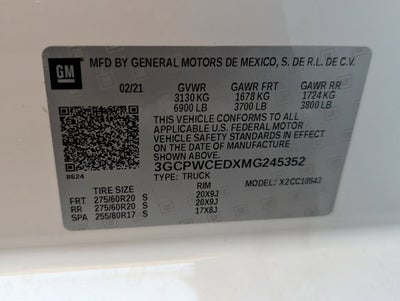 GM
MFD BY GENERAL MOTORS DE MEXICO, S. DE R.L. DE C.V.
02/21 GVWR GAWR FRT GAWR RR
3130 KG 1678 KG 1724 KG
6900 LB 3700 LB 3800 LB
THIS VEHICLE CONFORMS TO ALL
APPLICABLE U.S. FEDERAL MOTOR
VEHICLE SAFETY STANDARDS IN EFFECT
ON THE DATE OF MANUFACTURE SHOWN ABOVE.
3GCPWCEDXMG245352
8624 TYPE: TRUCK MODEL: X2CC10543
TIRE SIZE RIM
FRT 275/60R20 S 20X9J
RR 275/60R20 S 20X9J
SPA 255/80R17 S 17X8J